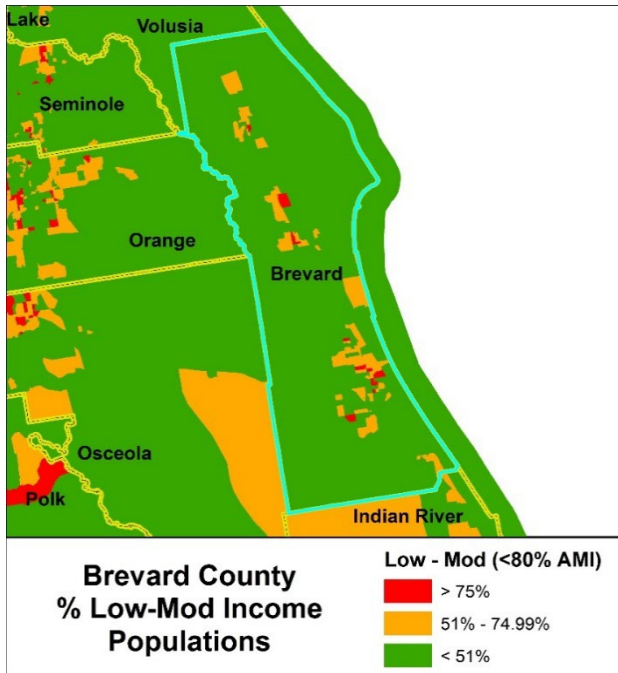 Lake
Volusia
Seminole
Orange
Brevard
Osceola
Polk
Indian River
Brevard County
% Low-Mod Income
Populations
Low - Mod (<80% AMI)
> 75%
51% - 74.99%
< 51%